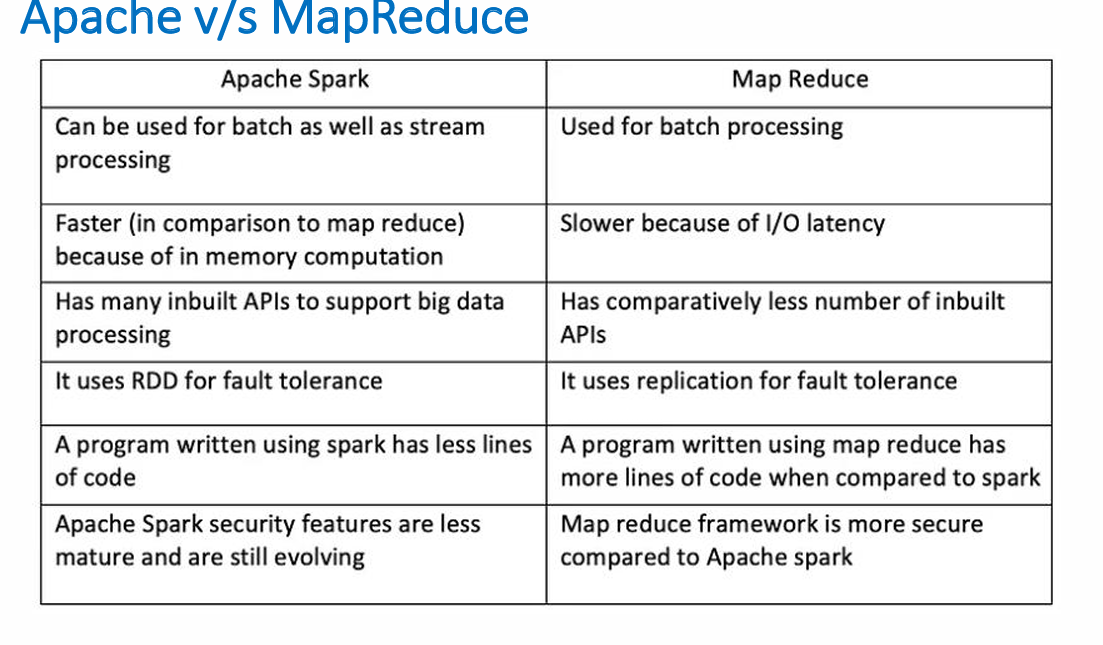 Apache v/s MapReduce
Apache Spark
Map Reduce
Can be used for batch as well as stream
processing
Used for batch processing
Faster (in comparison to map reduce)
because of in memory computation
Slower because of I/O latency
Has many inbuilt APIs to support big data
processing
Has comparatively less number of inbuilt
APIs
It uses RDD for fault tolerance
It uses replication for fault tolerance
A program written using spark has less lines
of code
A program written using map reduce has
more lines of code when compared to spark
Apache Spark security features are less
mature and are still evolving
Map reduce framework is more secure
compared to Apache spark